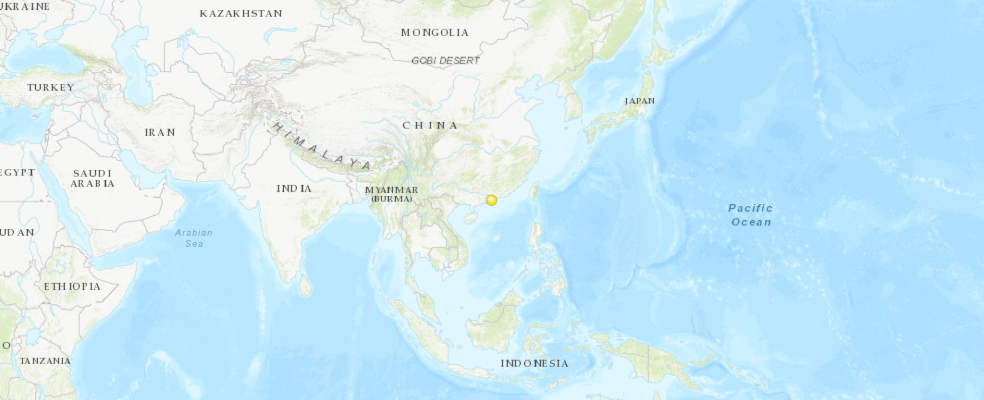 UKRAINE
KAZAKHSTAN
MONGOLIA
GOBI DESERT
TURKEY
JAPAN
CHINA
IRAN
HIMALAYA
EGYPT
SAUDI
ARABIA
INDIA
MYANMAR
(BURMA)
Pacific
Ocean
UDAN
Arabian
Sea
ETHIOPIA
O
TANZANIA
INDONESIA